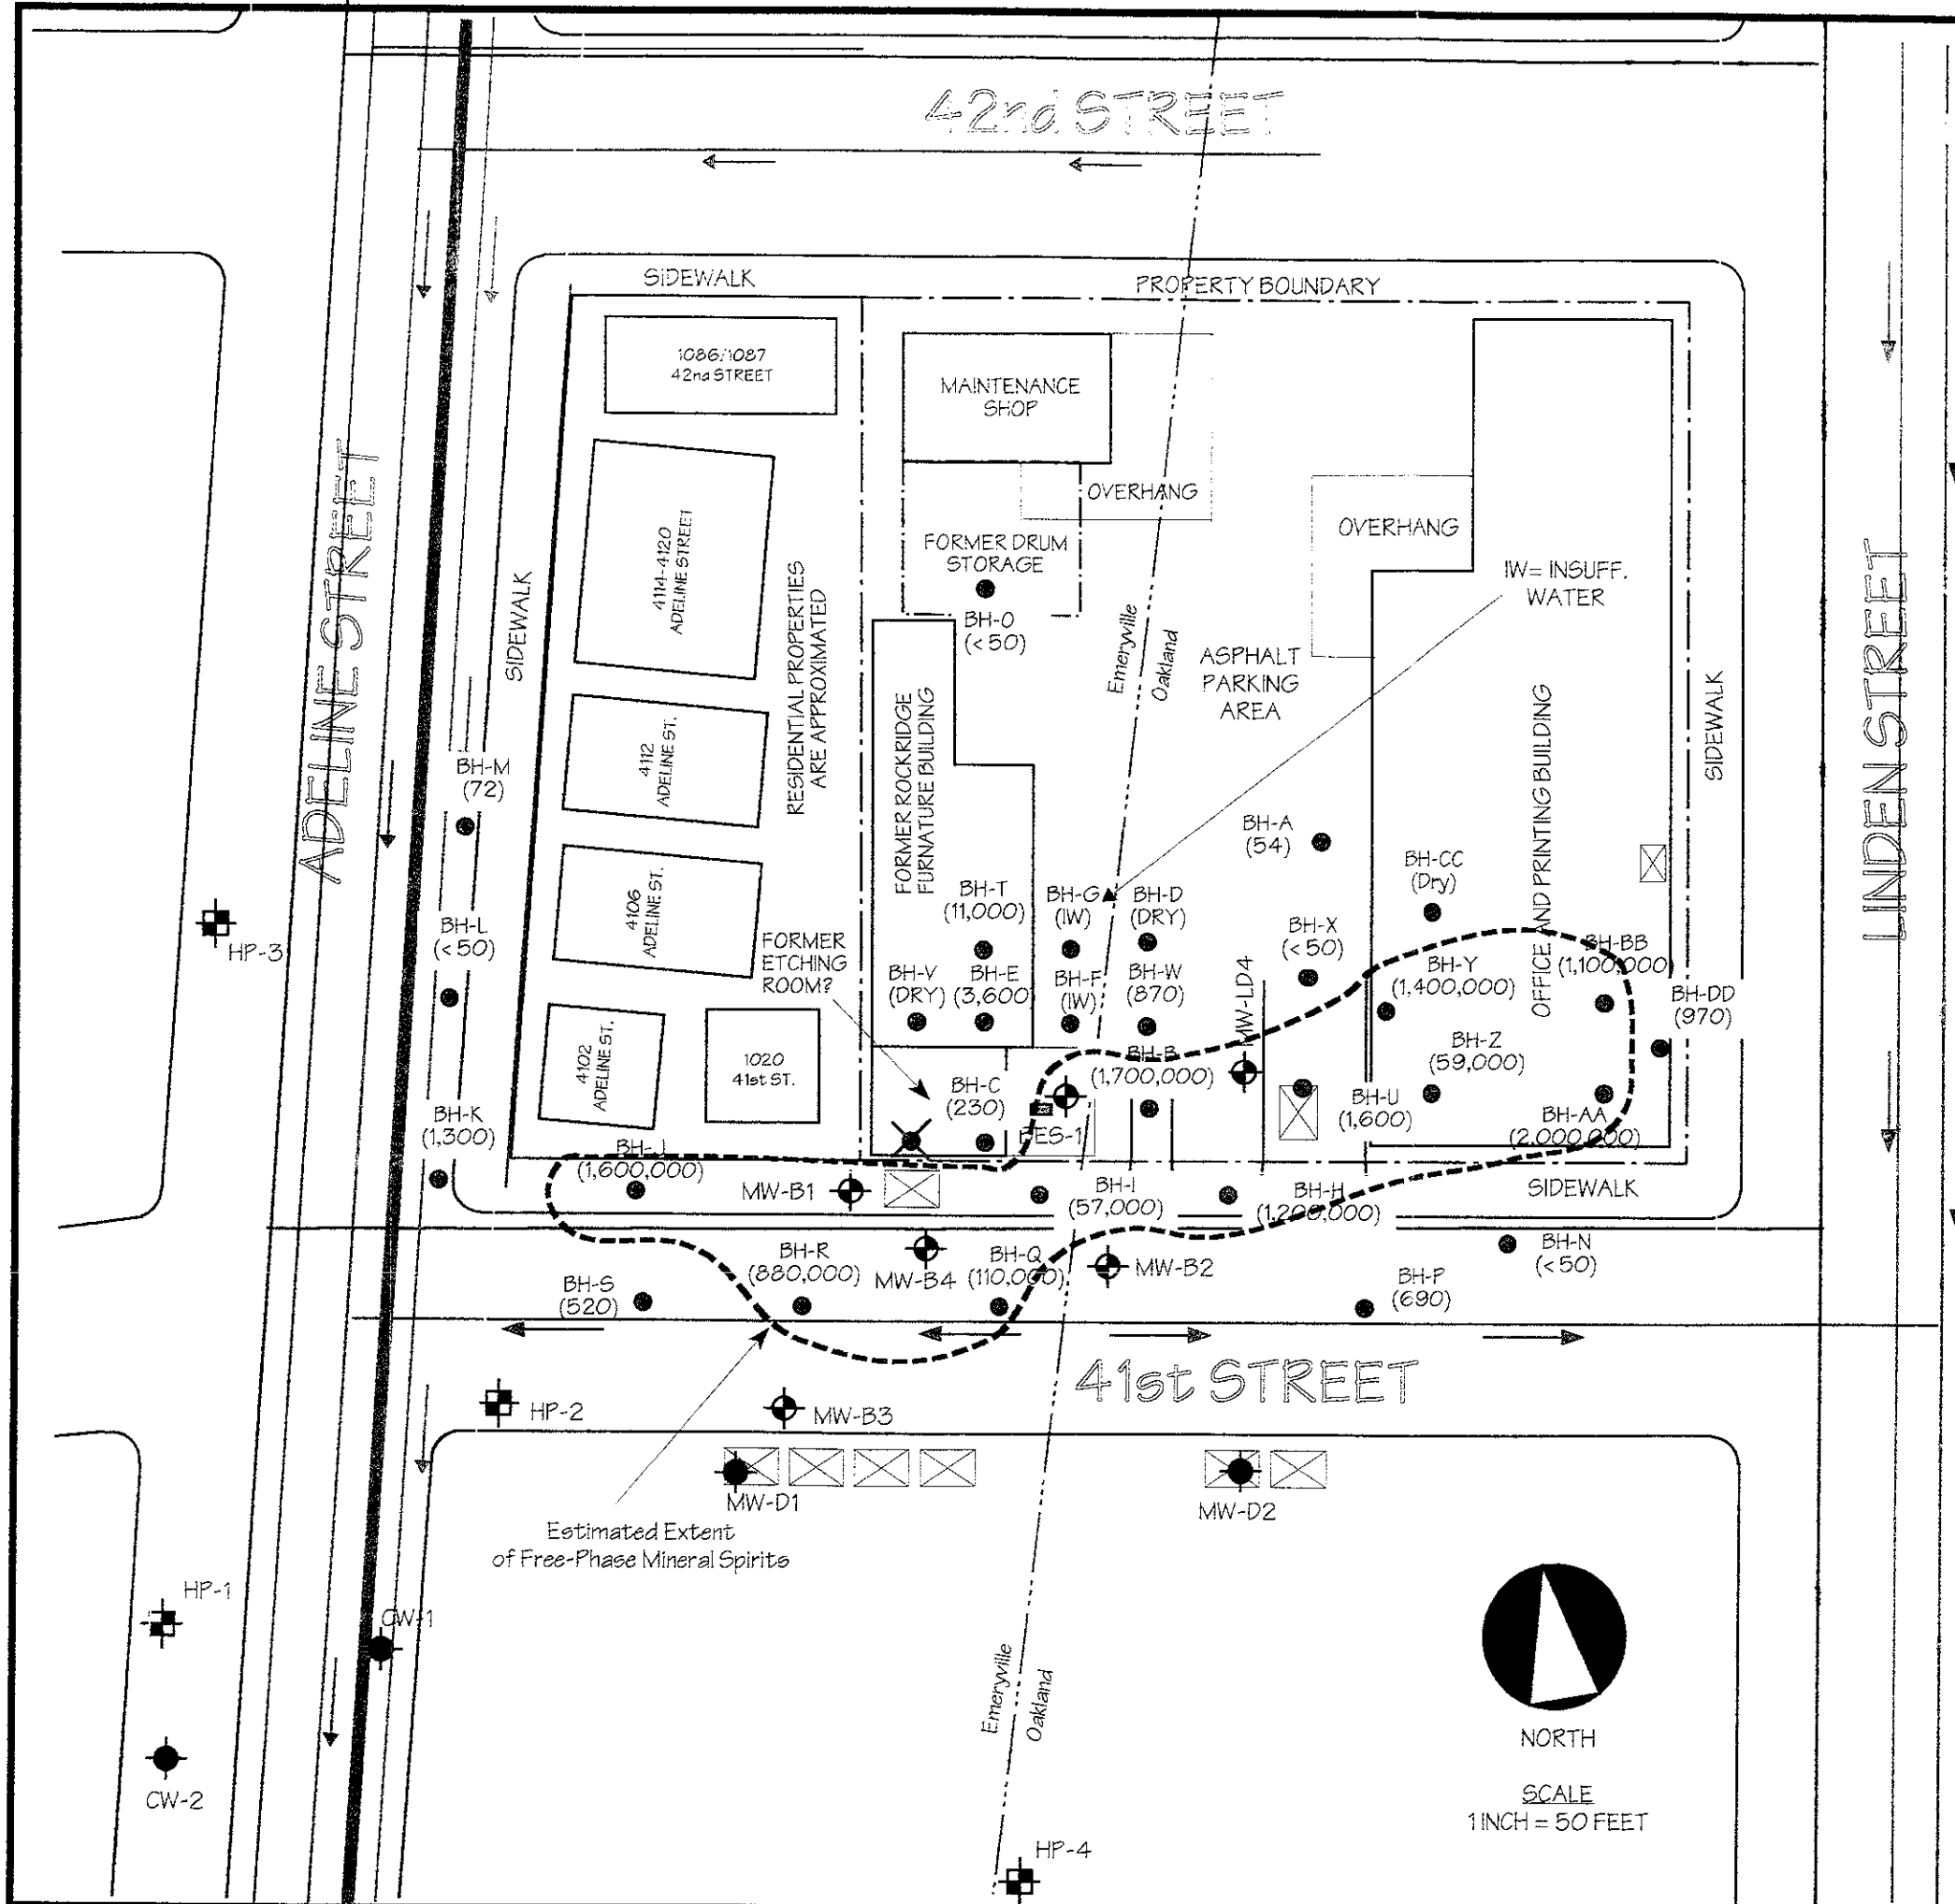 42nd STREET
SIDEWALK
PROPERTY BOUNDARY
1086/1087
42nd STREET
MAINTENANCE
SHOP
OVERHANG
OVERHANG
FORMER DRUM
STORAGE
BH-O
(<50)
IW= INSUFF.
WATER
ADELINE STREET
SIDEWALK
4114-4120
ADELINE STREET
RESIDENTIAL PROPERTIES
ARE APPROXIMATED
Emeryville
Oakland
ASPHALT
PARKING
AREA
LINDEN STREET
SIDEWALK
OFFICE AND PRINTING BUILDING
FORMER ROCKRIDGE
FURNATURE BUILDING
4112
ADELINE ST.
BH-M
(72)
BH-A
(54)
BH-CC
(Dry)
4106
ADELINE ST.
BH-T
(11,000)
BH-G
(IW)
BH-D
(DRY)
BH-L
(<50)
HP-3
FORMER
ETCHING
ROOM?
BH-X
(<50)
BH-BB
(1,100,000)
BH-Y
(1,400,000)
BH-V
(DRY)
BH-E
(3,600)
BH-F
(IW)
BH-W
(870)
MW-LD4
BH-DD
(970)
4102
ADELINE ST.
1020
41st ST.
BH-Z
(59,000)
BH-B
(1,700,000)
BH-C
(230)
BH-U
(1,600)
BH-AA
(2,000,000)
BH-K
(1,300)
EES-1
BH-J
(1,600,000)
MW-B1
BH-I
(57,000)
BH-H
(1,200,000)
SIDEWALK
BH-R
(880,000)
MW-B4
BH-Q
(110,000)
MW-B2
BH-N
(<50)
BH-S
(520)
BH-P
(690)
41st STREET
HP-2
MW-B3
MW-D1
MW-D2
Estimated Extent
of Free-Phase Mineral Spirits
HP-1
CW-1
Emeryville
Oakland
NORTH
CW-2
SCALE
1 INCH = 50 FEET
HP-4